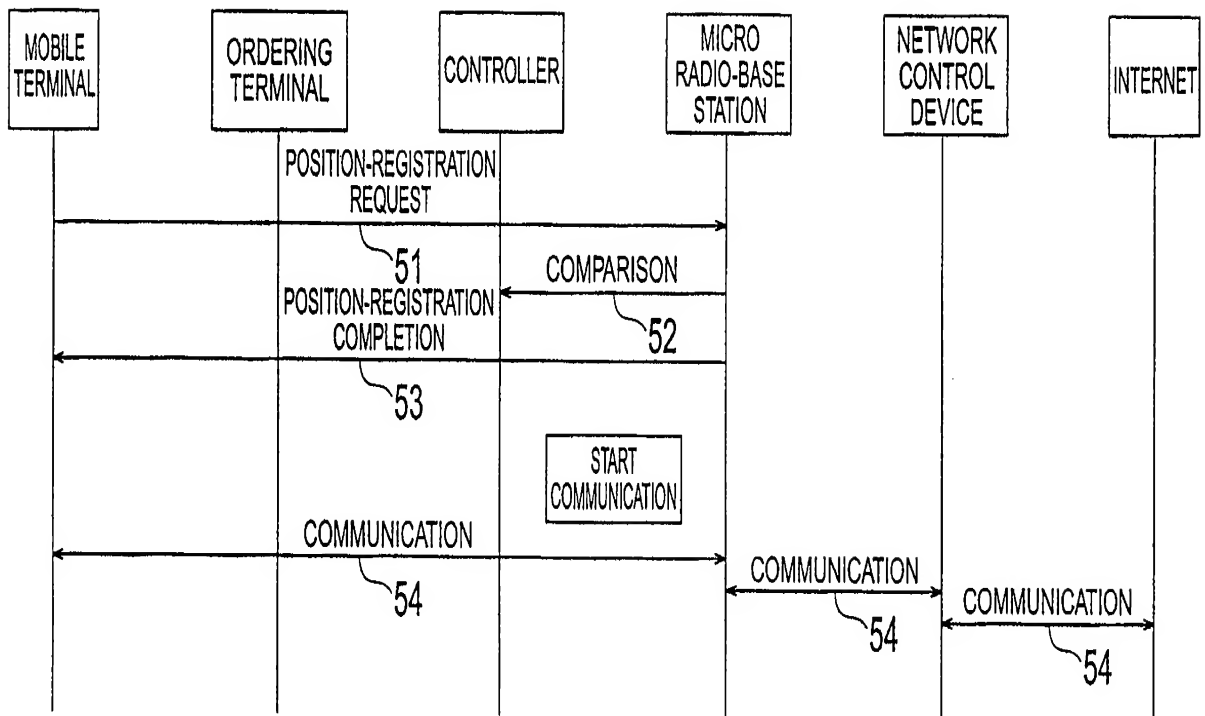 MOBILE
TERMINAL
ORDERING
TERMINAL
CONTROLLER
MICRO
RADIO-BASE
STATION
NETWORK
CONTROL
DEVICE
INTERNET
POSITION-REGISTRATION
REQUEST
51
COMPARISON
52
POSITION-REGISTRATION
COMPLETION
53
START
COMMUNICATION
COMMUNICATION
54
COMMUNICATION
54
COMMUNICATION
54